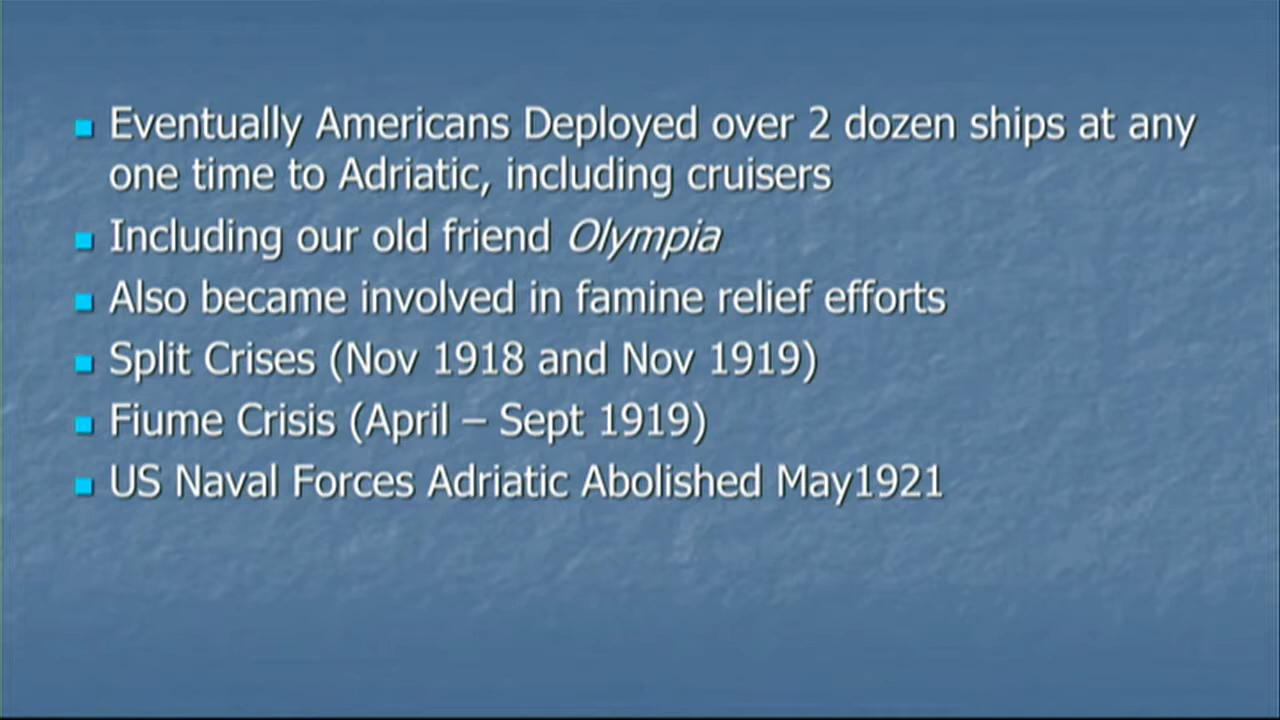 Eventually Americans Deployed over 2 dozen ships at any
one time to Adriatic, including cruisers
Including our old friend Olympia
Also became involved in famine relief efforts
Split Crises (Nov 1918 and Nov 1919)
Fiume Crisis (April – Sept 1919)
US Naval Forces Adriatic Abolished May1921